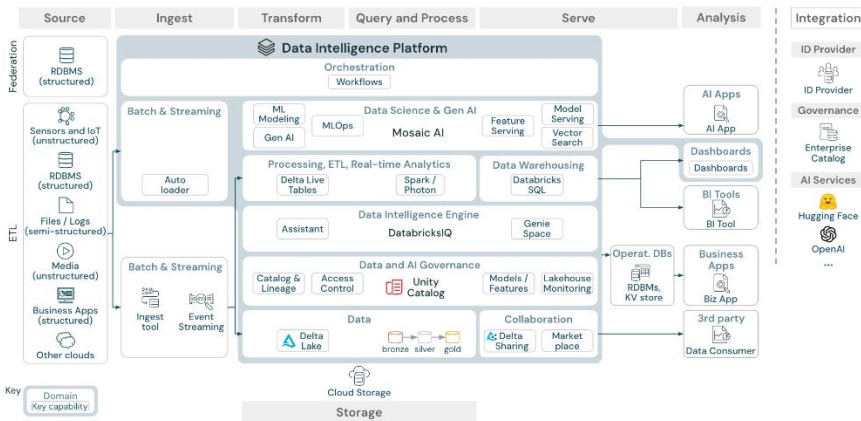 Source
Ingest
Transform
Query and Process
Serve
Analysis
Integration
Federation
RDBMS
(structured)
Data Intelligence Platform
Orchestration
Workflows
ID Provider
ID Provider
ETL
Sensors and IoT
(unstructured)
RDBMS
(structured)
Files / Logs
(semi-structured)
Media
(unstructured)
Business Apps
(structured)
Other clouds
Batch & Streaming
Auto
loader
Batch & Streaming
Ingest
tool
Event
Streaming
ML
Modeling
Gen AI
MLOps
Data Science & Gen AI
Mosaic AI
Feature
Serving
Model
Serving
Vector
Search
Processing, ETL, Real-time Analytics
Delta Live
Tables
Spark /
Photon
Data Warehousing
Databricks
SQL
Data Intelligence Engine
Assistant
DatabricksIQ
Genie
Space
Data and AI Governance
Catalog &
Lineage
Access
Control
Unity
Catalog
Models /
Features
Lakehouse
Monitoring
Data
Delta
Lake
bronze
silver
gold
Collaboration
Delta
Sharing
Market
place
Operat. DBs
RDBMS,
KV store
AI Apps
AI App
Dashboards
Dashboards
BI Tools
BI Tool
Business
Apps
Biz App
3rd party
Data Consumer
Governance
Enterprise
Catalog
AI Services
Hugging Face
OpenAI
...
Key
Domain
Key capability
Cloud Storage
Storage